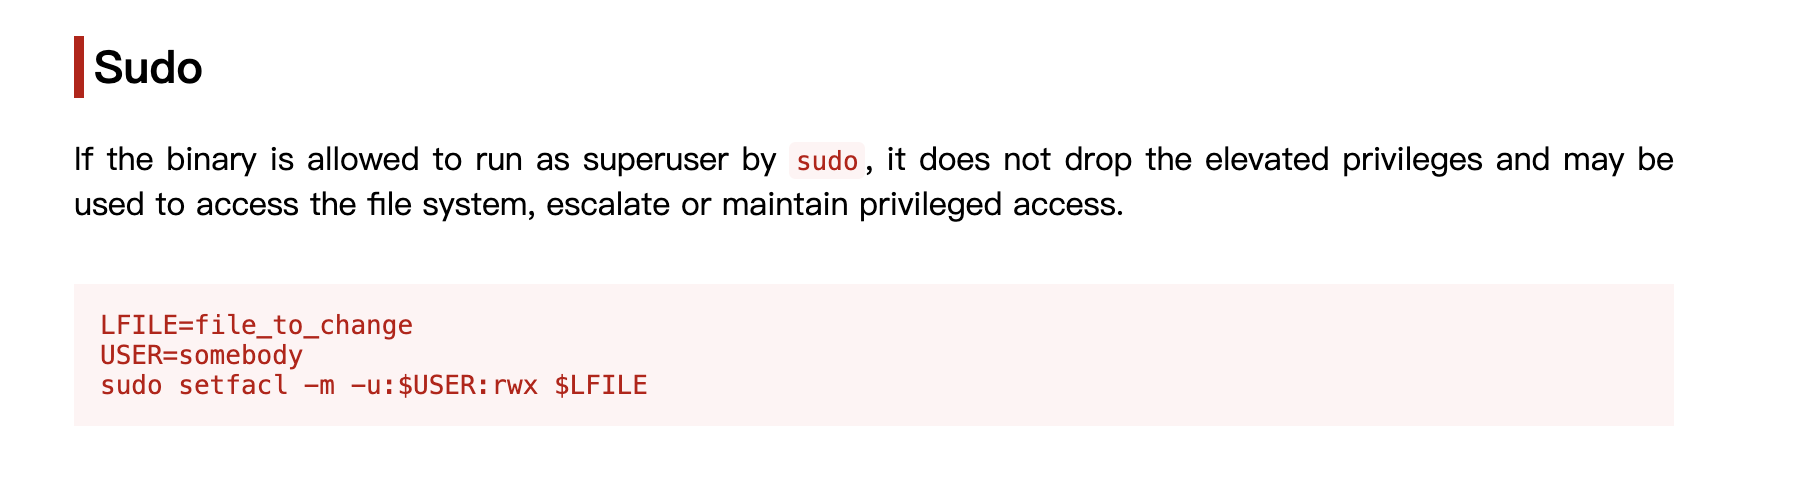 Sudo
If the binary is allowed to run as superuser by sudo, it does not drop the elevated privileges and may be
used to access the file system, escalate or maintain privileged access.
LFILE=file_to_change
USER=somebody
sudo setfacl -m -u:$USER:rwx $LFILE